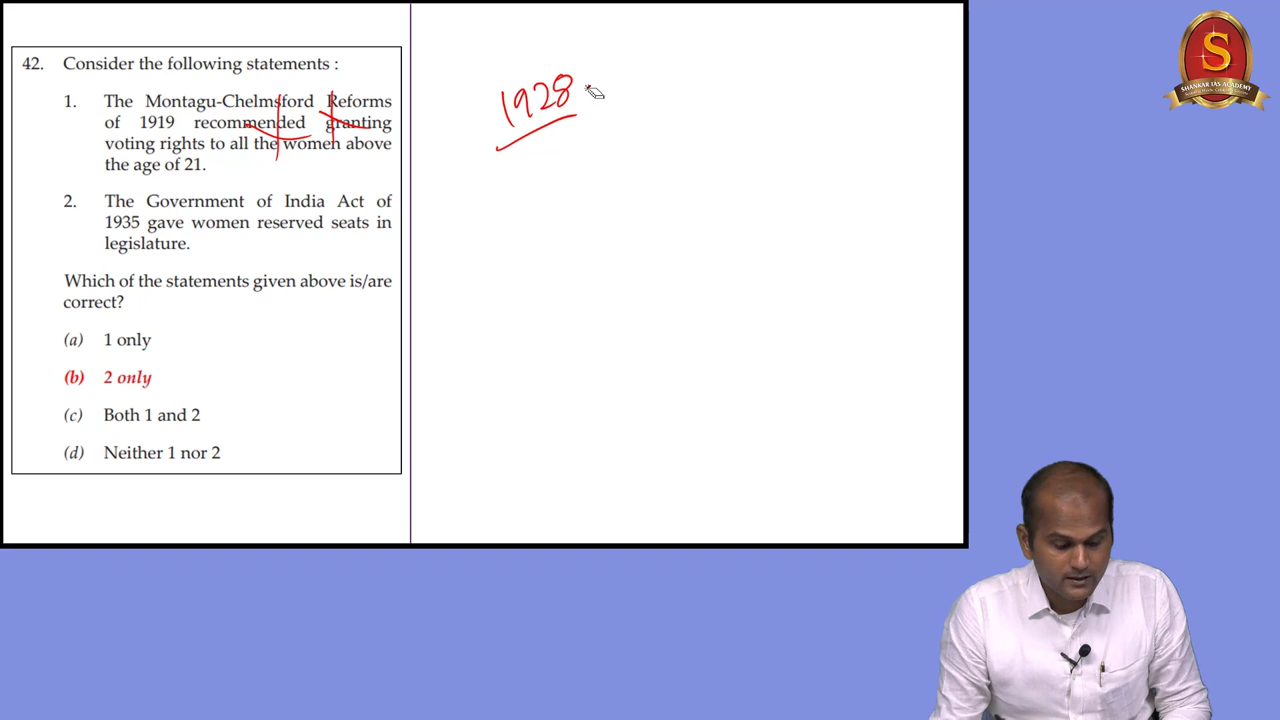 42. Consider the following statements :
1. The Montagu-Chelmsford Reforms
of 1919 recommended granting
voting rights to all the women above
the age of 21.
2. The Government of India Act of
1935 gave women reserved seats in
legislature.
Which of the statements given above is/are
correct?
(a) 1 only
(b) 2 only
(c) Both 1 and 2
(d) Neither 1 nor 2
1928
S
SHANKAR IAS ACADEMY